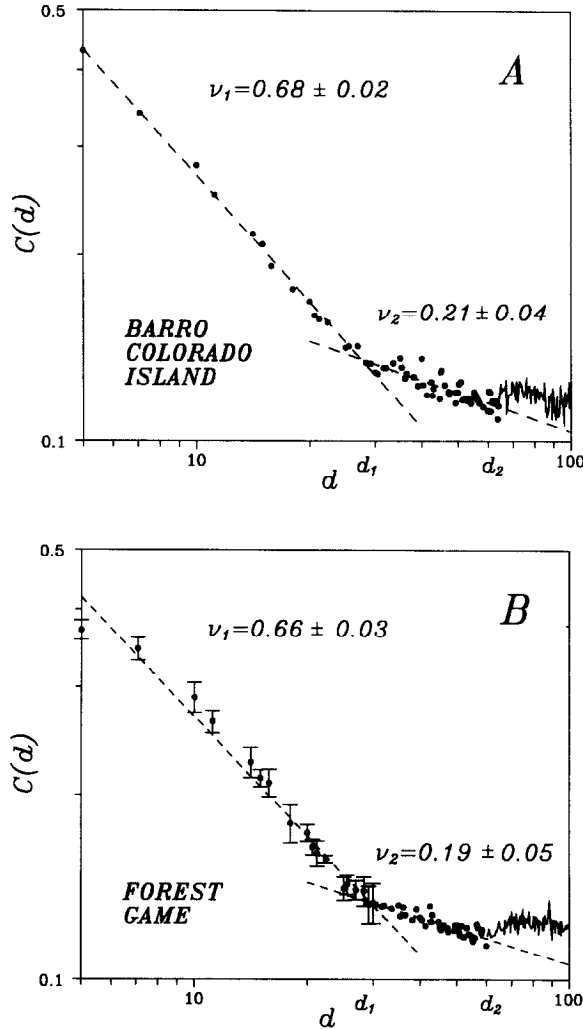 0.5
A
ν₁=0.68 ± 0.02
C(d)
ν₂=0.21 ± 0.04
BARRO
COLORADO
ISLAND
0.1
10
d
d₁
d₂
100
0.5
B
ν₁=0.66 ± 0.03
C(d)
ν₂=0.19 ± 0.05
FOREST
GAME
0.1
10
d
d₁
d₂
100